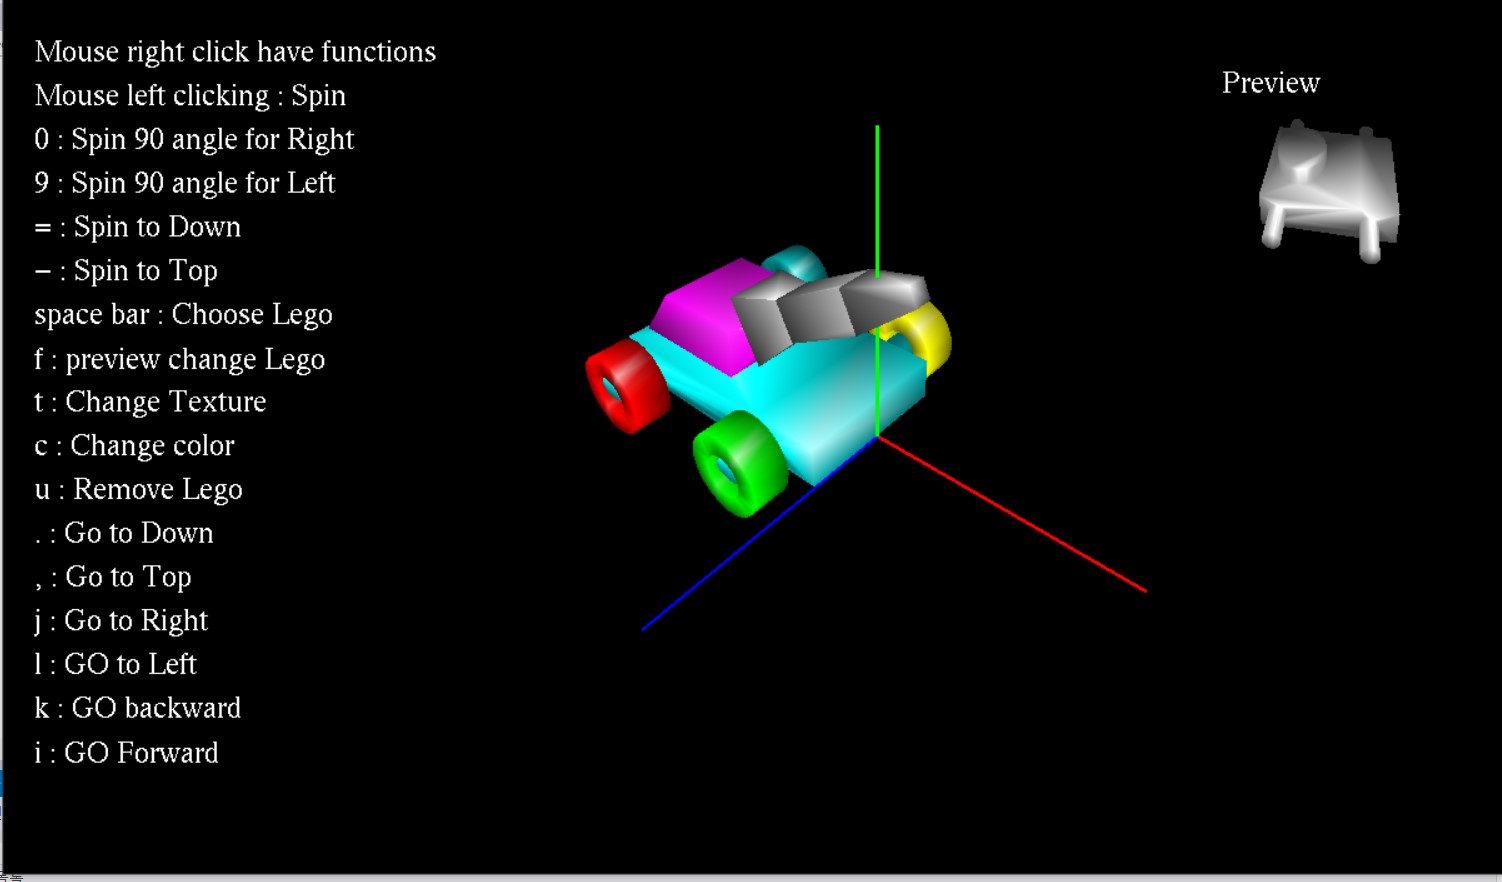 Mouse right click have functions
Mouse left clicking : Spin
0 : Spin 90 angle for Right
9 : Spin 90 angle for Left
= : Spin to Down
− : Spin to Top
space bar : Choose Lego
f : preview change Lego
t : Change Texture
c : Change color
u : Remove Lego
. : Go to Down
, : Go to Top
j : Go to Right
l : GO to Left
k : GO backward
i : GO Forward
Preview